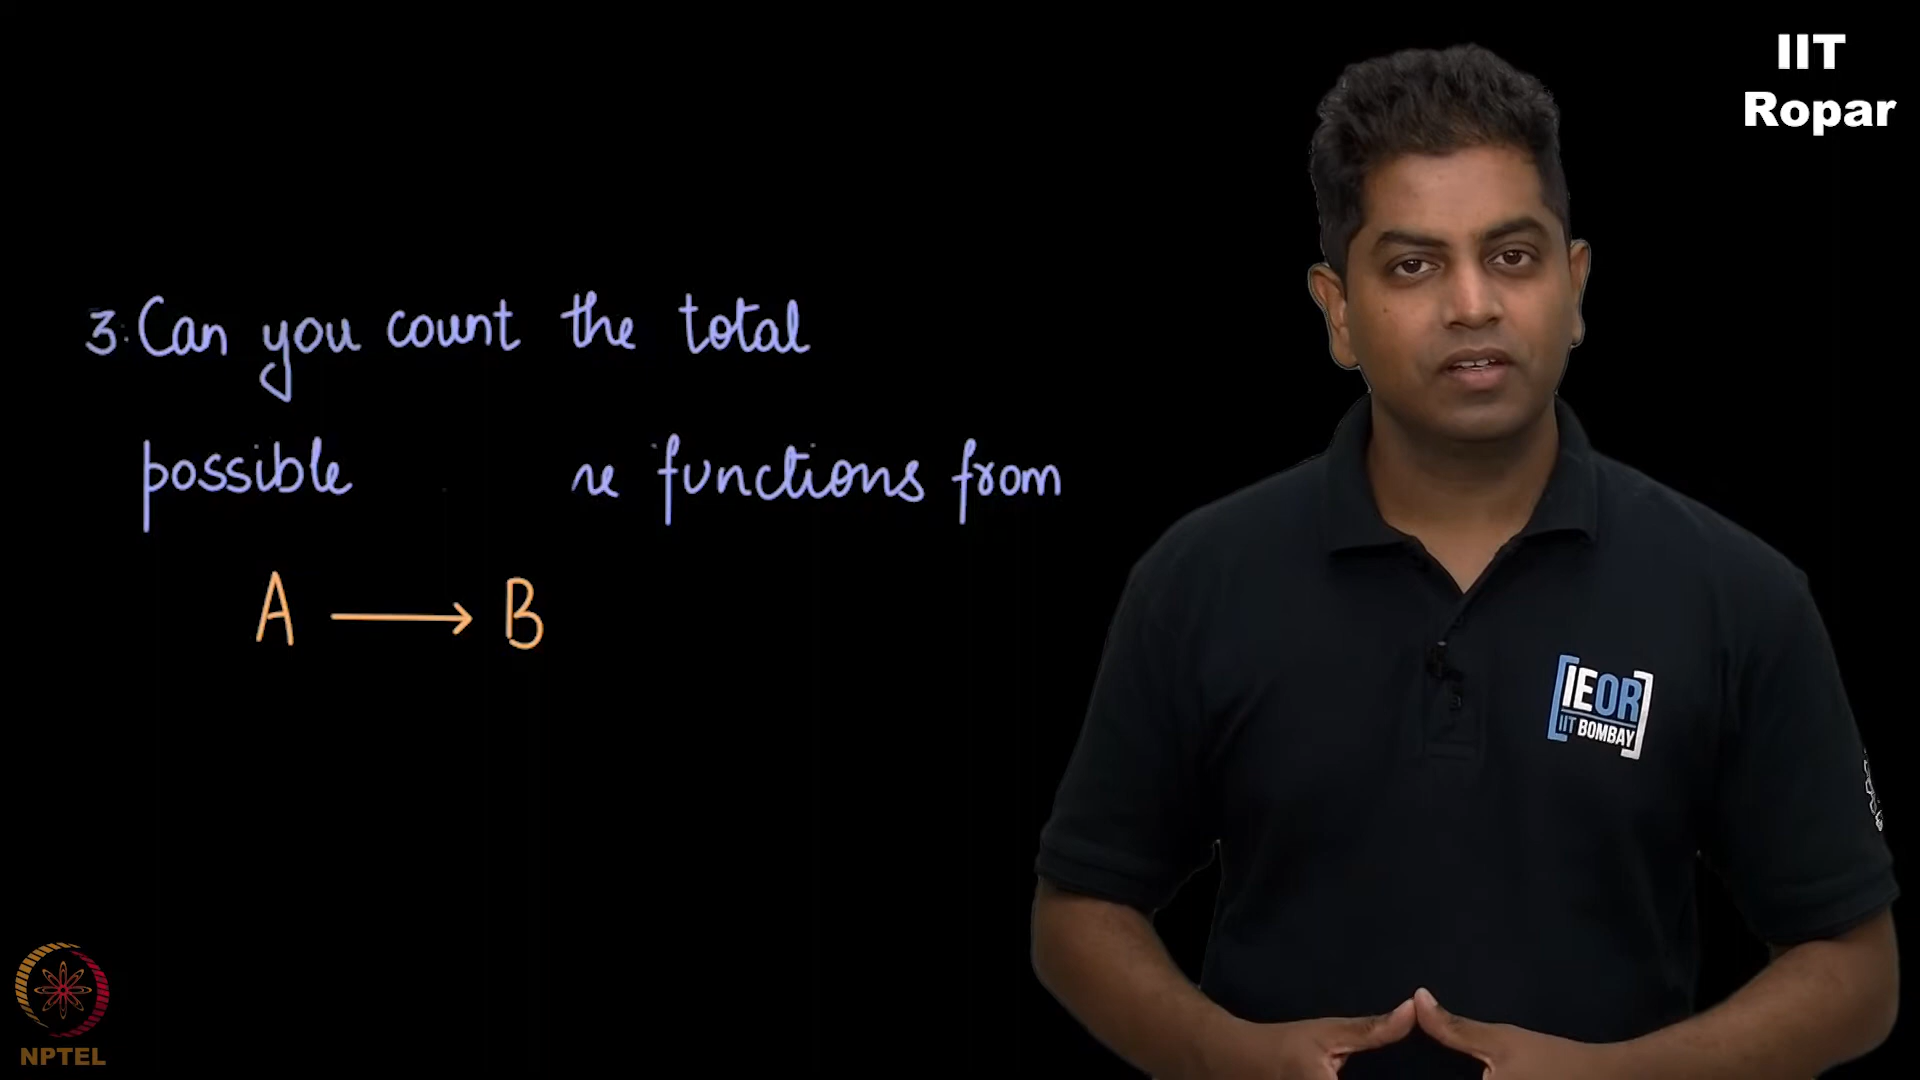 IIT
Ropar
3. Can you count the total
possible re functions from
A → B
[IEOR]
IIT BOMBAY
NPTEL